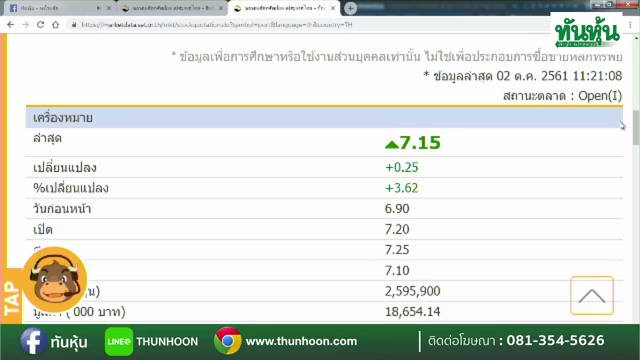 ทันหุ้น
* ข้อมูลเพื่อการศึกษาหรือใช้งานส่วนบุคคลเท่านั้น ไม่ใช่เพื่อประกอบการซื้อขายหลักทรัพย์
* ข้อมูลล่าสุด 02 ต.ค. 2561 11:21:08
สถานะตลาด : Open(I)
เครื่องหมาย
ล่าสุด 7.15
เปลี่ยนแปลง +0.25
%เปลี่ยนแปลง +3.62
วันก่อนหน้า 6.90
เปิด 7.20
7.25
7.10
2,595,900
('000 บาท) 18,654.14
TAP
ทันหุ้น LINE@ THUNHOON www.thunhoon.com ติดต่อโฆษณา : 081-354-5626